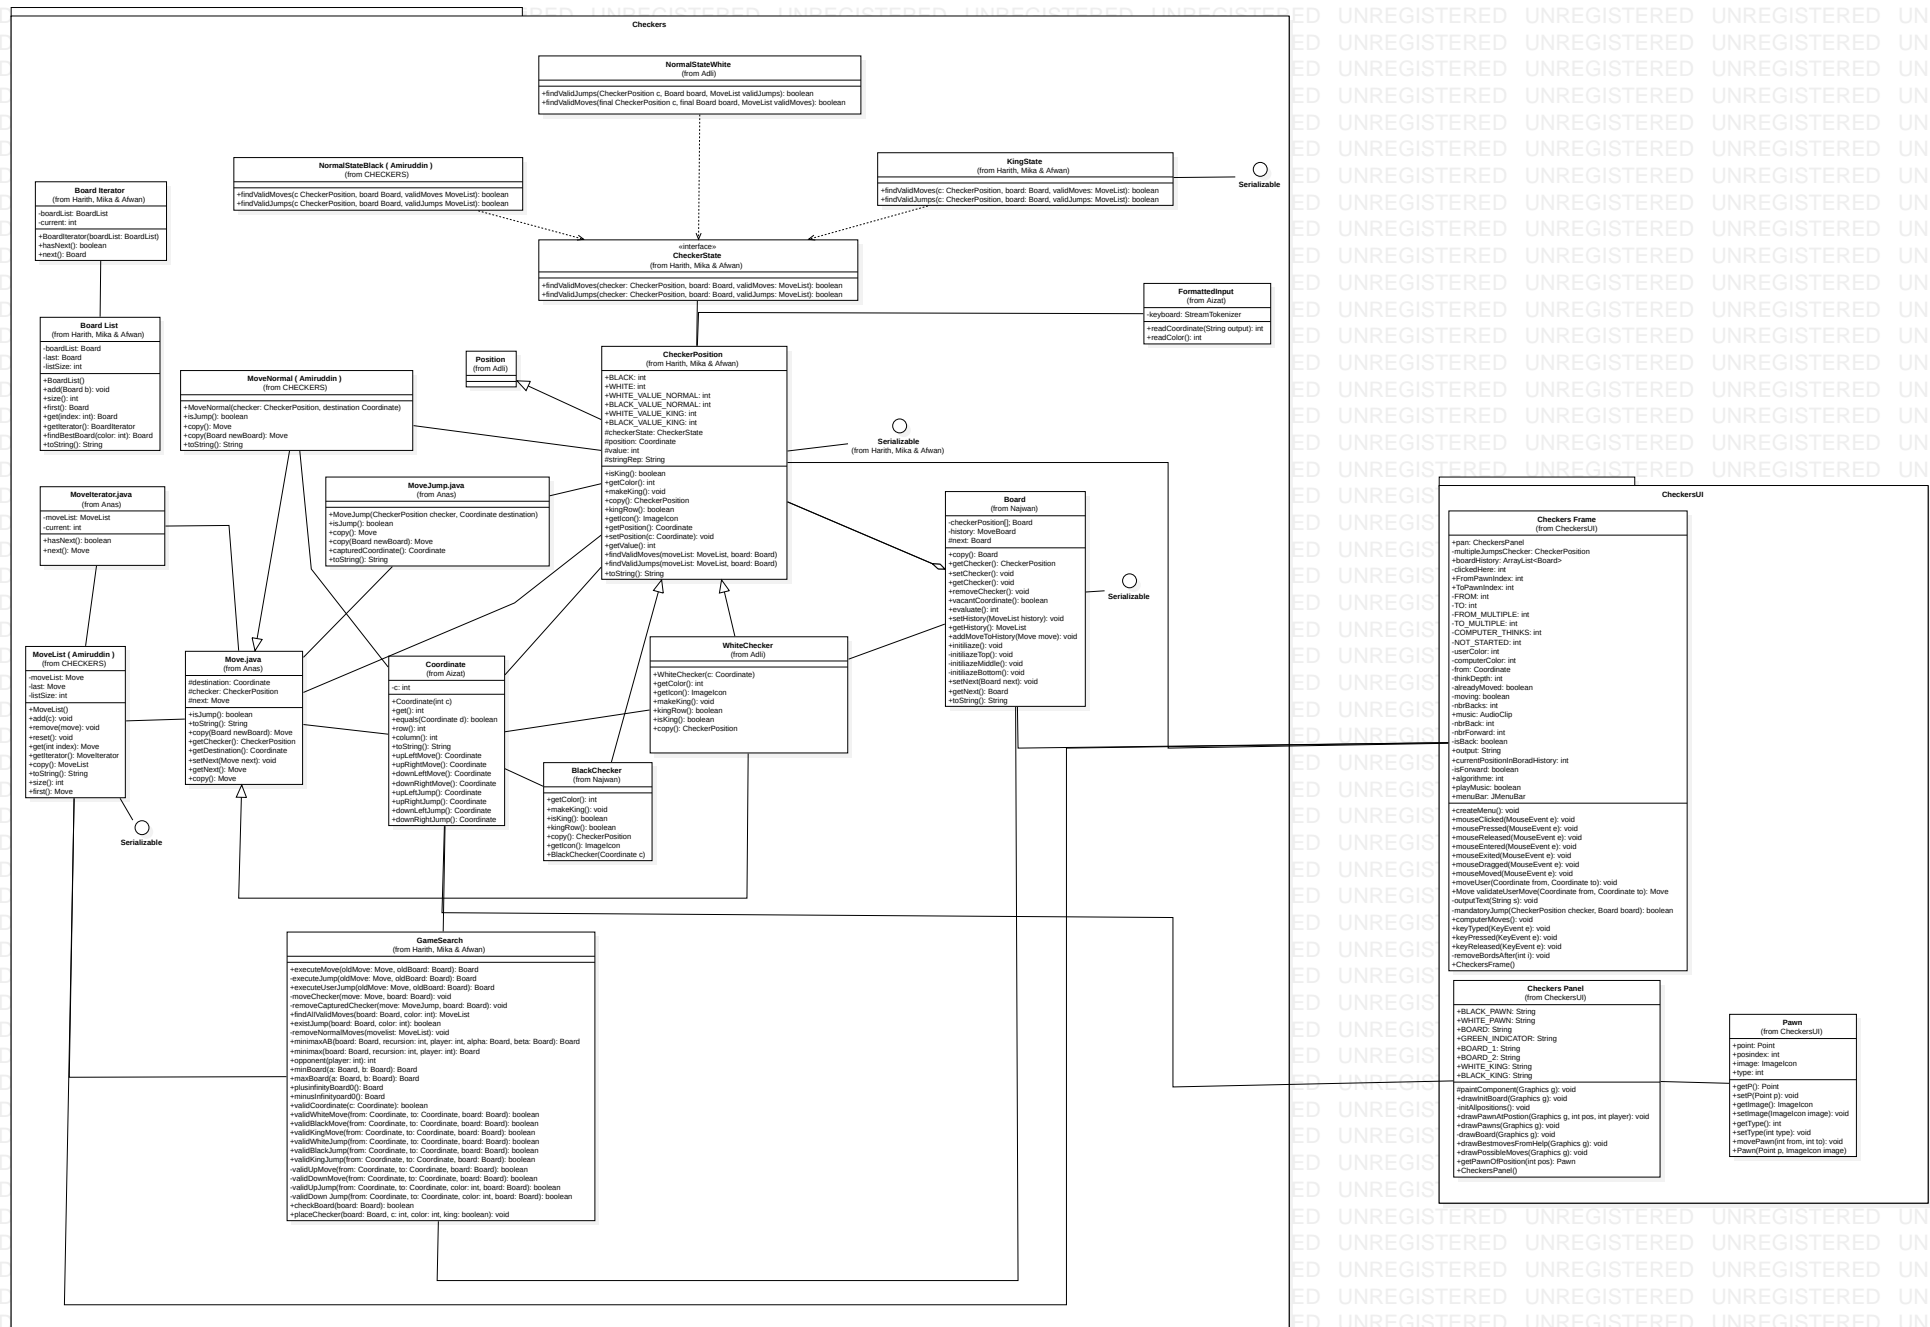 Checkers
NormalStateWhite
(from Adli)
+findValidJumps(CheckerPosition c, Board board, MoveList validJumps): boolean
+findValidMoves(final CheckerPosition c, final Board board, MoveList validMoves): boolean
NormalStateBlack ( Amiruddin )
(from CHECKERS)
+findValidMoves(c CheckerPosition, board Board, validMoves MoveList): boolean
+findValidJumps(c CheckerPosition, board Board, validJumps MoveList): boolean
KingState
(from Harith, Mika & Afwan)
+findValidMoves(c: CheckerPosition, board: Board, validMoves: MoveList): boolean
+findValidJumps(c: CheckerPosition, board: Board, validJumps: MoveList): boolean
Serializable
Board Iterator
(from Harith, Mika & Afwan)
-boardList: BoardList
-current: int
+BoardIterator(boardList: BoardList)
+hasNext(): boolean
+next(): Board
«interface»
CheckerState
(from Harith, Mika & Afwan)
+findValidMoves(checker: CheckerPosition, board: Board, validMoves: MoveList): boolean
+findValidJumps(checker: CheckerPosition, board: Board, validJumps: MoveList): boolean
FormattedInput
(from Aizat)
-keyboard: StreamTokenizer
+readCoordinate(String output): int
+readColor(): int
Board List
(from Harith, Mika & Afwan)
-boardList: Board
-last: Board
-listSize: int
+BoardList()
+add(Board b): void
+size(): int
+first(): Board
+get(index: int): Board
+getIterator(): BoardIterator
+findBestBoard(color: int): Board
+toString(): String
MoveNormal ( Amiruddin )
(from CHECKERS)
+MoveNormal(checker: CheckerPosition, destination Coordinate)
+isJump(): boolean
+copy(): Move
+copy(Board newBoard): Move
+toString(): String
Position
(from Adli)
CheckerPosition
(from Harith, Mika & Afwan)
+BLACK: int
+WHITE: int
+WHITE_VALUE_NORMAL: int
+BLACK_VALUE_NORMAL: int
+WHITE_VALUE_KING: int
+BLACK_VALUE_KING: int
#checkerState: CheckerState
#position: Coordinate
#value: int
#stringRep: String
+isKing(): boolean
+getColor(): int
+makeKing(): void
+copy(): CheckerPosition
+kingRow(): boolean
+getIcon(): ImageIcon
+getPosition(): Coordinate
+setPosition(c: Coordinate): void
+getValue(): int
+findValidMoves(moveList: MoveList, board: Board)
+findValidJumps(moveList: MoveList, board: Board)
+toString(): String
Serializable
(from Harith, Mika & Afwan)
MoveJump.java
(from Anas)
+MoveJump(CheckerPosition checker, Coordinate destination)
+isJump(): boolean
+copy(): Move
+copy(Board newBoard): Move
+capturedCoordinate(): Coordinate
+toString(): String
MoveIterator.java
(from Anas)
-moveList: MoveList
-current: int
+hasNext(): boolean
+next(): Move
Board
(from Najwan)
-checkerPosition[]; Board
-history: MoveBoard
#next: Board
+copy(): Board
+getChecker(): CheckerPosition
+setChecker(): void
+getChecker(): void
+removeChecker(): void
+vacantCoordinate(): boolean
+evaluate(): int
+setHistory(MoveList history): void
+getHistory(): MoveList
+addMoveToHistory(Move move): void
-initiliaze(): void
-initiliazeTop(): void
-initiliazeMiddle(): void
-initiliazeBottom(): void
+setNext(Board next): void
+getNext(): Board
+toString(): String
Serializable
MoveList ( Amiruddin )
(from CHECKERS)
-moveList: Move
-last: Move
-listSize: int
+MoveList()
+add(c): void
+remove(move): void
+reset(): void
+get(int index): Move
+getIterator(): MoveIterator
+copy(): MoveList
+toString(): String
+size(): int
+first(): Move
Serializable
Move.java
(from Anas)
#destination: Coordinate
#checker: CheckerPosition
#next: Move
+isJump(): boolean
+toString(): String
+copy(Board newBoard): Move
+getChecker(): CheckerPosition
+getDestination(): Coordinate
+setNext(Move next): void
+getNext(): Move
+copy(): Move
Coordinate
(from Aizat)
-c: int
+Coordinate(int c)
+get(): int
+equals(Coordinate d): boolean
+row(): int
+column(): int
+toString(): String
+upLeftMove(): Coordinate
+upRightMove(): Coordinate
+downLeftMove(): Coordinate
+downRightMove(): Coordinate
+upLeftJump(): Coordinate
+upRightJump(): Coordinate
+downLeftJump(): Coordinate
+downRightJump(): Coordinate
WhiteChecker
(from Adli)
+WhiteChecker(c: Coordinate)
+getColor(): int
+getIcon(): ImageIcon
+makeKing(): void
+kingRow(): boolean
+isKing(): boolean
+copy(): CheckerPosition
BlackChecker
(from Najwan)
+getColor(): int
+makeKing(): void
+isKing(): boolean
+kingRow(): boolean
+copy(): CheckerPosition
+getIcon(): ImageIcon
+BlackChecker(Coordinate c)
GameSearch
(from Harith, Mika & Afwan)
+executeMove(oldMove: Move, oldBoard: Board): Board
-executeJump(oldMove: Move, oldBoard: Board): Board
+executeUserJump(oldMove: Move, oldBoard: Board): Board
-moveChecker(move: Move, board: Board): void
-removeCapturedChecker(move: MoveJump, board: Board): void
+findAllValidMoves(board: Board, color: int): MoveList
+existJump(board: Board, color: int): boolean
-removeNormalMoves(movelist: MoveList): void
+minimaxAB(board: Board, recursion: int, player: int, alpha: Board, beta: Board): Board
+minimax(board: Board, recursion: int, player: int): Board
+opponent(player: int): int
+minBoard(a: Board, b: Board): Board
+maxBoard(a: Board, b: Board): Board
+plusinfinityBoard0(): Board
+minusInfinityoard0(): Board
+validCoordinate(c: Coordinate): boolean
+validWhiteMove(from: Coordinate, to: Coordinate, board: Board): boolean
+validBlackMove(from: Coordinate, to: Coordinate, board: Board): boolean
+validKingMove(from: Coordinate, to: Coordinate, board: Board): boolean
+validWhiteJump(from: Coordinate, to: Coordinate, board: Board): boolean
+validBlackJump(from: Coordinate, to: Coordinate, board: Board): boolean
+validKingJump(from: Coordinate, to: Coordinate, board: Board): boolean
-validUpMove(from: Coordinate, to: Coordinate, board: Board): boolean
-validDownMove(from: Coordinate, to: Coordinate, board: Board): boolean
-validUpJump(from: Coordinate, to: Coordinate, color: int, board: Board): boolean
-validDown Jump(from: Coordinate, to: Coordinate, color: int, board: Board): boolean
+checkBoard(board: Board): boolean
+placeChecker(board: Board, c: int, color: int, king: boolean): void
CheckersUI
Checkers Frame
(from CheckersUI)
+pan: CheckersPanel
-multipleJumpsChecker: CheckerPosition
+boardHistory: ArrayList<Board>
-clickedHere: int
+FromPawnIndex: int
+ToPawnIndex: int
-FROM: int
-TO: int
-FROM_MULTIPLE: int
-TO_MULTIPLE: int
-COMPUTER_THINKS: int
-NOT_STARTED: int
-userColor: int
-computerColor: int
-from: Coordinate
-thinkDepth: int
-alreadyMoved: boolean
-moving: boolean
-nbrBacks: int
+music: AudioClip
-nbrBack: int
-nbrForward: int
-isBack: boolean
+output: String
-currentPositionInBoradHistory: int
-isForward: boolean
+algorithme: int
+playMusic: boolean
-menuBar: JMenuBar
+createMenu(): void
+mouseClicked(MouseEvent e): void
+mousePressed(MouseEvent e): void
+mouseReleased(MouseEvent e): void
+mouseEntered(MouseEvent e): void
+mouseExited(MouseEvent e): void
+mouseDragged(MouseEvent e): void
+mouseMoved(MouseEvent e): void
+moveUser(Coordinate from, Coordinate to): void
+Move validateUserMove(Coordinate from, Coordinate to): Move
-outputText(String s): void
-mandatoryJump(CheckerPosition checker, Board board): boolean
+computerMoves(): void
+keyTyped(KeyEvent e): void
+keyPressed(KeyEvent e): void
+keyReleased(KeyEvent e): void
-removeBordsAfter(int i): void
+CheckersFrame()
Checkers Panel
(from CheckersUI)
+BLACK_PAWN: String
+WHITE_PAWN: String
+BOARD: String
+GREEN_INDICATOR: String
+BOARD_1: String
+BOARD_2: String
+WHITE_KING: String
+BLACK_KING: String
#paintComponent(Graphics g): void
+drawInitBoard(Graphics g): void
-initAllpositions(): void
+drawPawnAtPostion(Graphics g, int pos, int player): void
+drawPawns(Graphics g): void
-drawBoard(Graphics g): void
+drawBestmovesFromHelp(Graphics g): void
+drawPossibleMoves(Graphics g): void
+getPawnOfPosition(int pos): Pawn
+CheckersPanel()
Pawn
(from CheckersUI)
+point: Point
+posindex: int
+image: ImageIcon
+type: int
+getP(): Point
+setP(Point p): void
+getImage(): ImageIcon
+setImage(ImageIcon image): void
+getType(): int
+setType(int type): void
+movePawn(int from, int to): void
+Pawn(Point p, ImageIcon image)